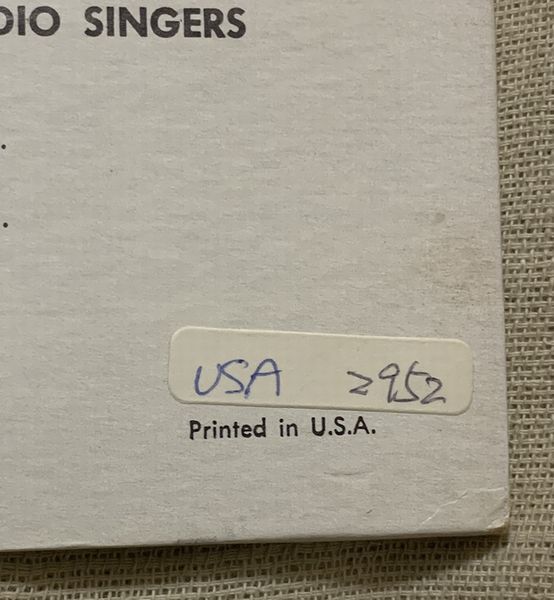 DIO SINGERS
USA 2952
Printed in U.S.A.